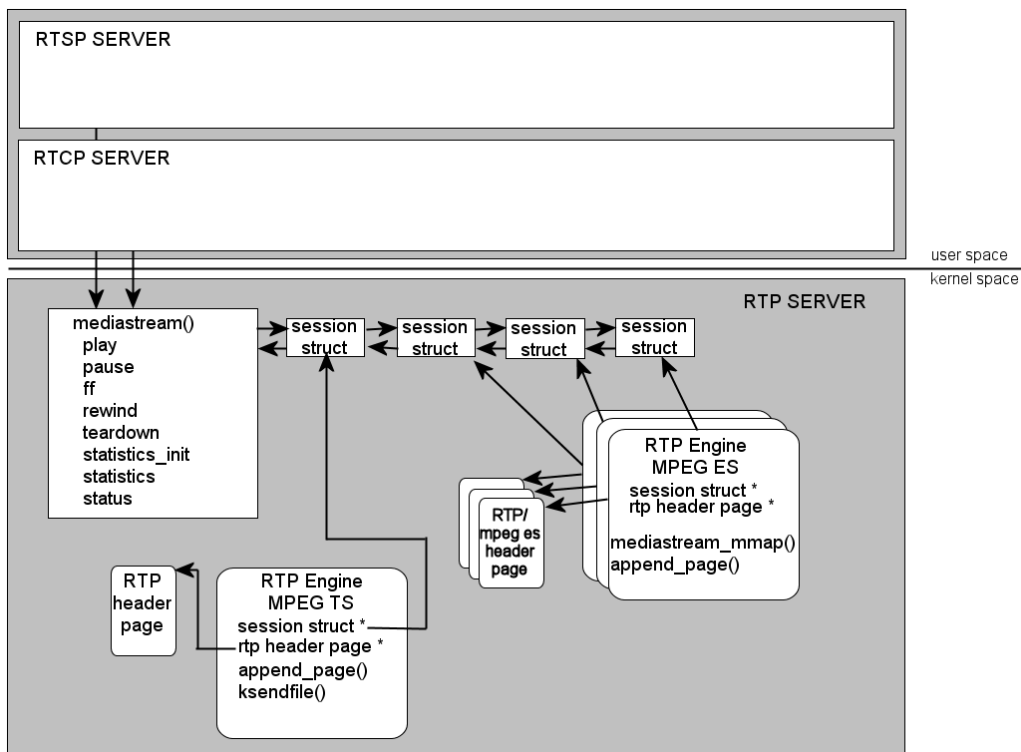 RTSP SERVER
RTCP SERVER
user space
kernel space
RTP SERVER
mediastream()
play
pause
ff
rewind
teardown
statistics_init
statistics
status
session
struct
session
struct
session
struct
session
struct
RTP Engine
MPEG ES
session struct *
rtp header page *
mediastream_mmap()
append_page()
RTP/
mpeg es
header
page
RTP
header
page
RTP Engine
MPEG TS
session struct *
rtp header page *
append_page()
ksendfile()